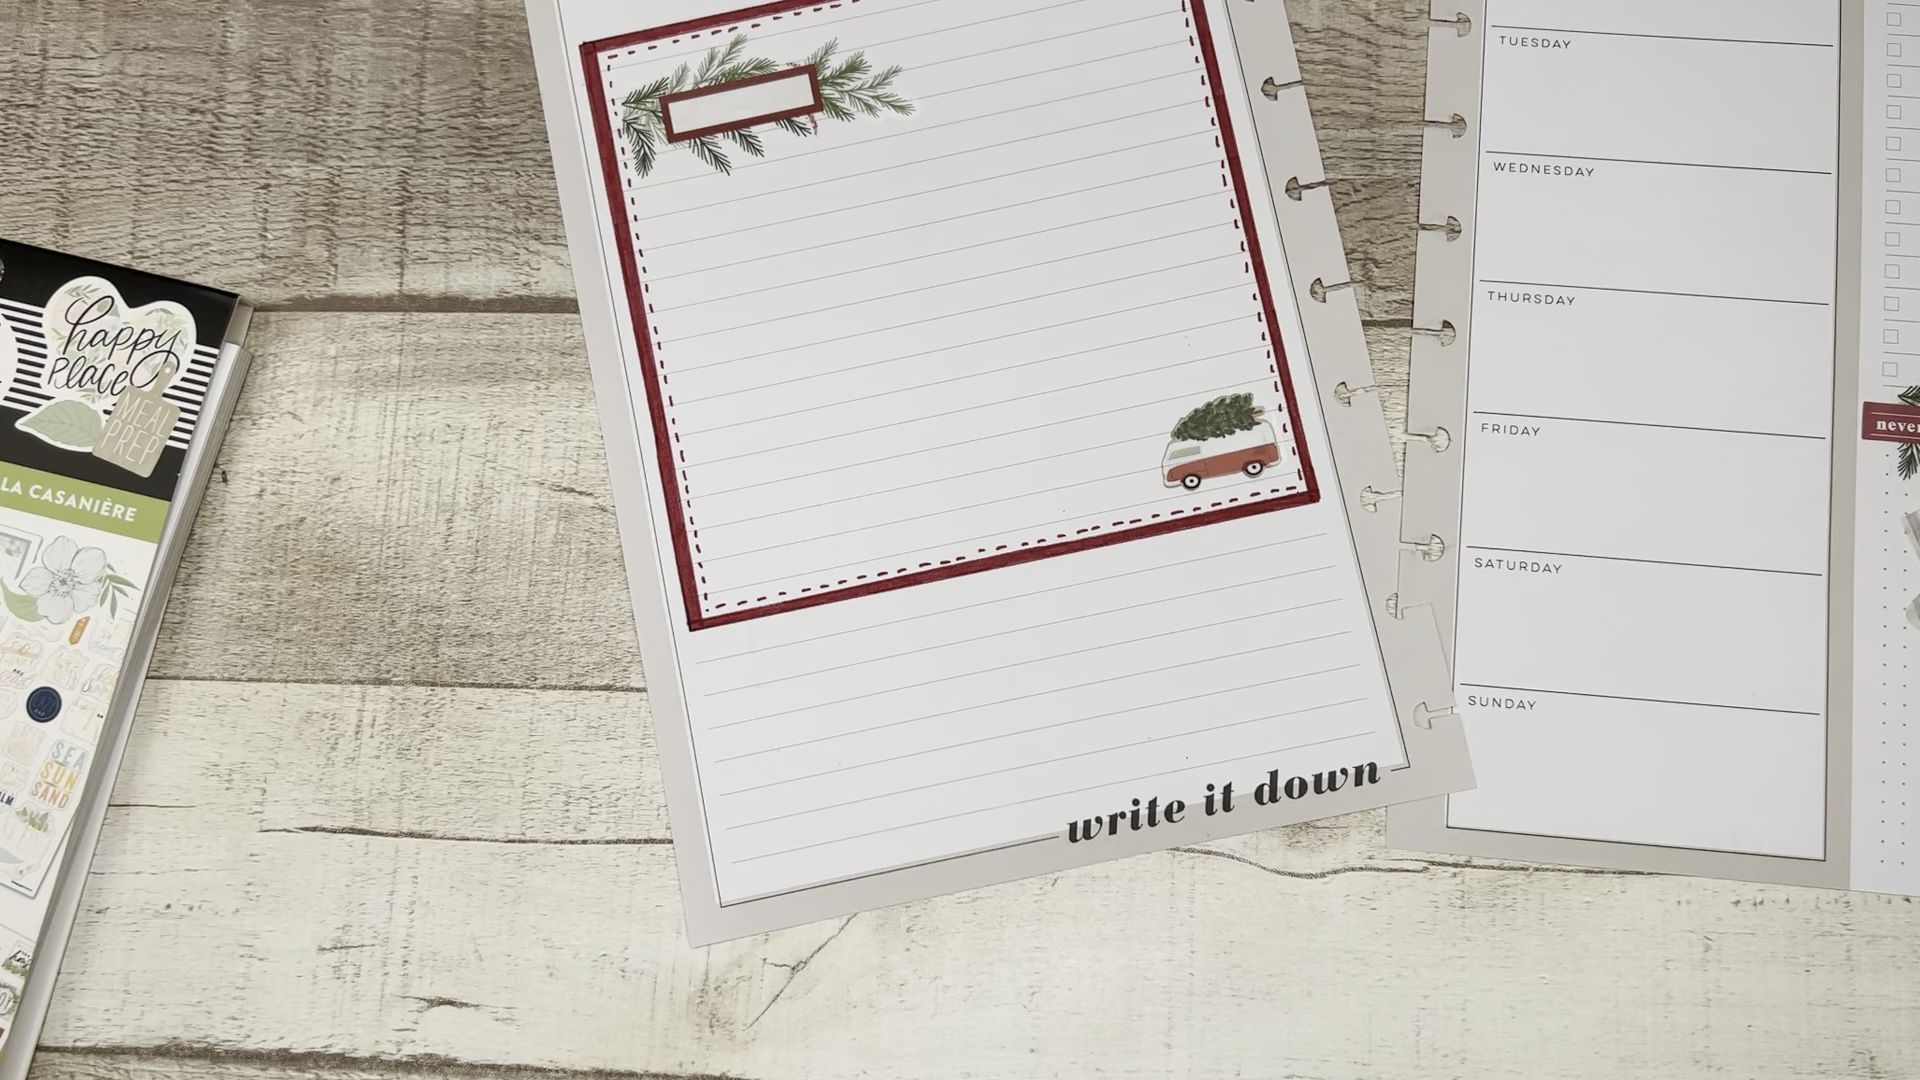 happy
PLace
MEAL
PREP
LA CASANIÈRE
SEA
SUN
SAND
write it down
TUESDAY
WEDNESDAY
THURSDAY
FRIDAY
SATURDAY
SUNDAY
never